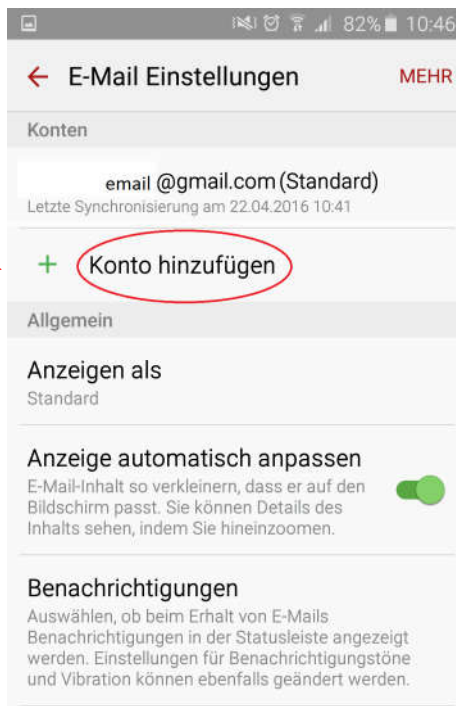 82% 10:46
E-Mail Einstellungen MEHR
Konten
email @gmail.com (Standard)
Letzte Synchronisierung am 22.04.2016 10:41
+ Konto hinzufügen
Allgemein
Anzeigen als
Standard
Anzeige automatisch anpassen
E-Mail-Inhalt so verkleinern, dass er auf den
Bildschirm passt. Sie können Details des
Inhalts sehen, indem Sie hineinzoomen.
Benachrichtigungen
Auswählen, ob beim Erhalt von E-Mails
Benachrichtigungen in der Statusleiste angezeigt
werden. Einstellungen für Benachrichtigungstöne
und Vibration können ebenfalls geändert werden.